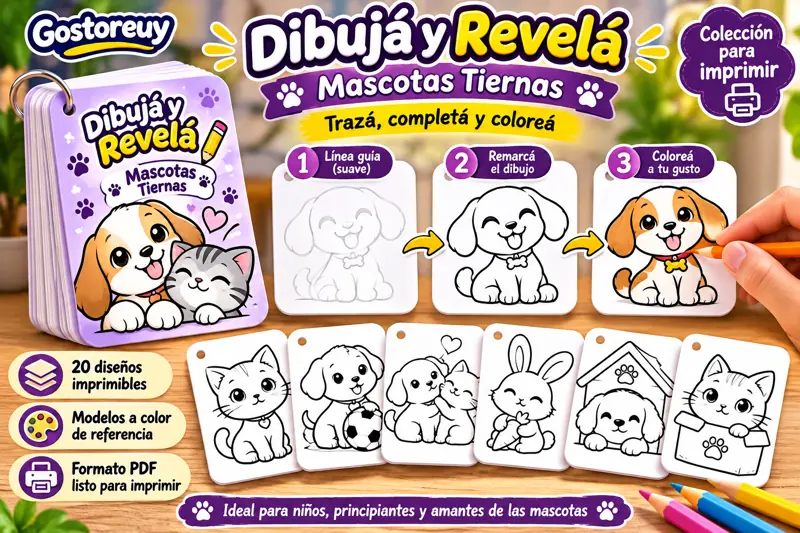 Gostoreuy
Dibujá y Revelá
Mascotas Tiernas
Trazá, completá y coloreá
Colección
para
imprimir
Dibujá y
Revelá
Mascotas
Tiernas
1 Línea guía
(suave)
2 Remarcá
el dibujo
3 Coloreá
a tu gusto
20 diseños
imprimibles
Modelos a color
de referencia
Formato PDF
listo para imprimir
Ideal para niños, principiantes y amantes de las mascotas